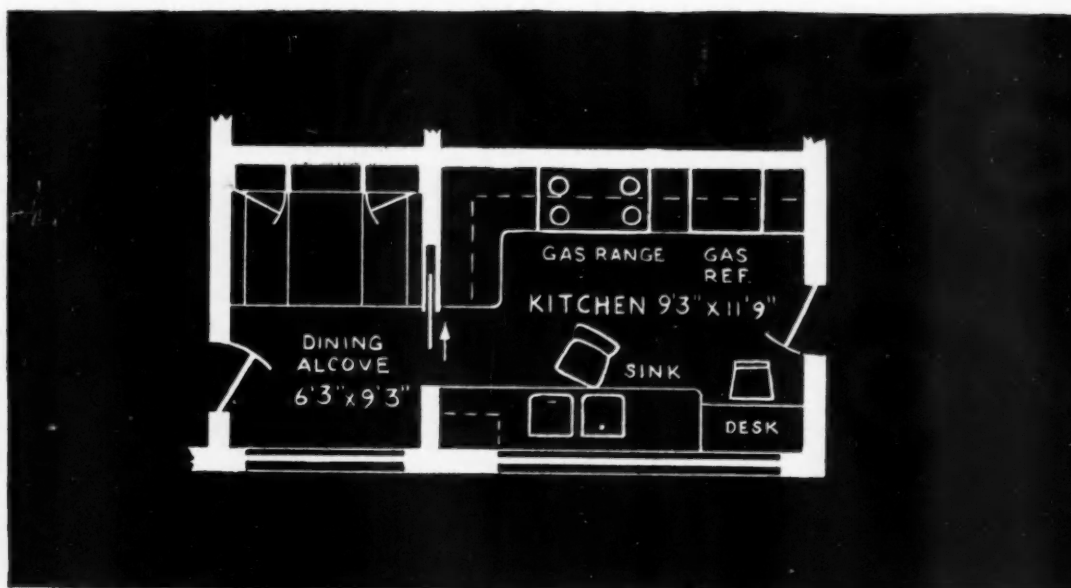 GAS RANGE
GAS
REF.
KITCHEN 9'3" X 11'9"
DINING
ALCOVE
6'3" X 9'3"
SINK
DESK